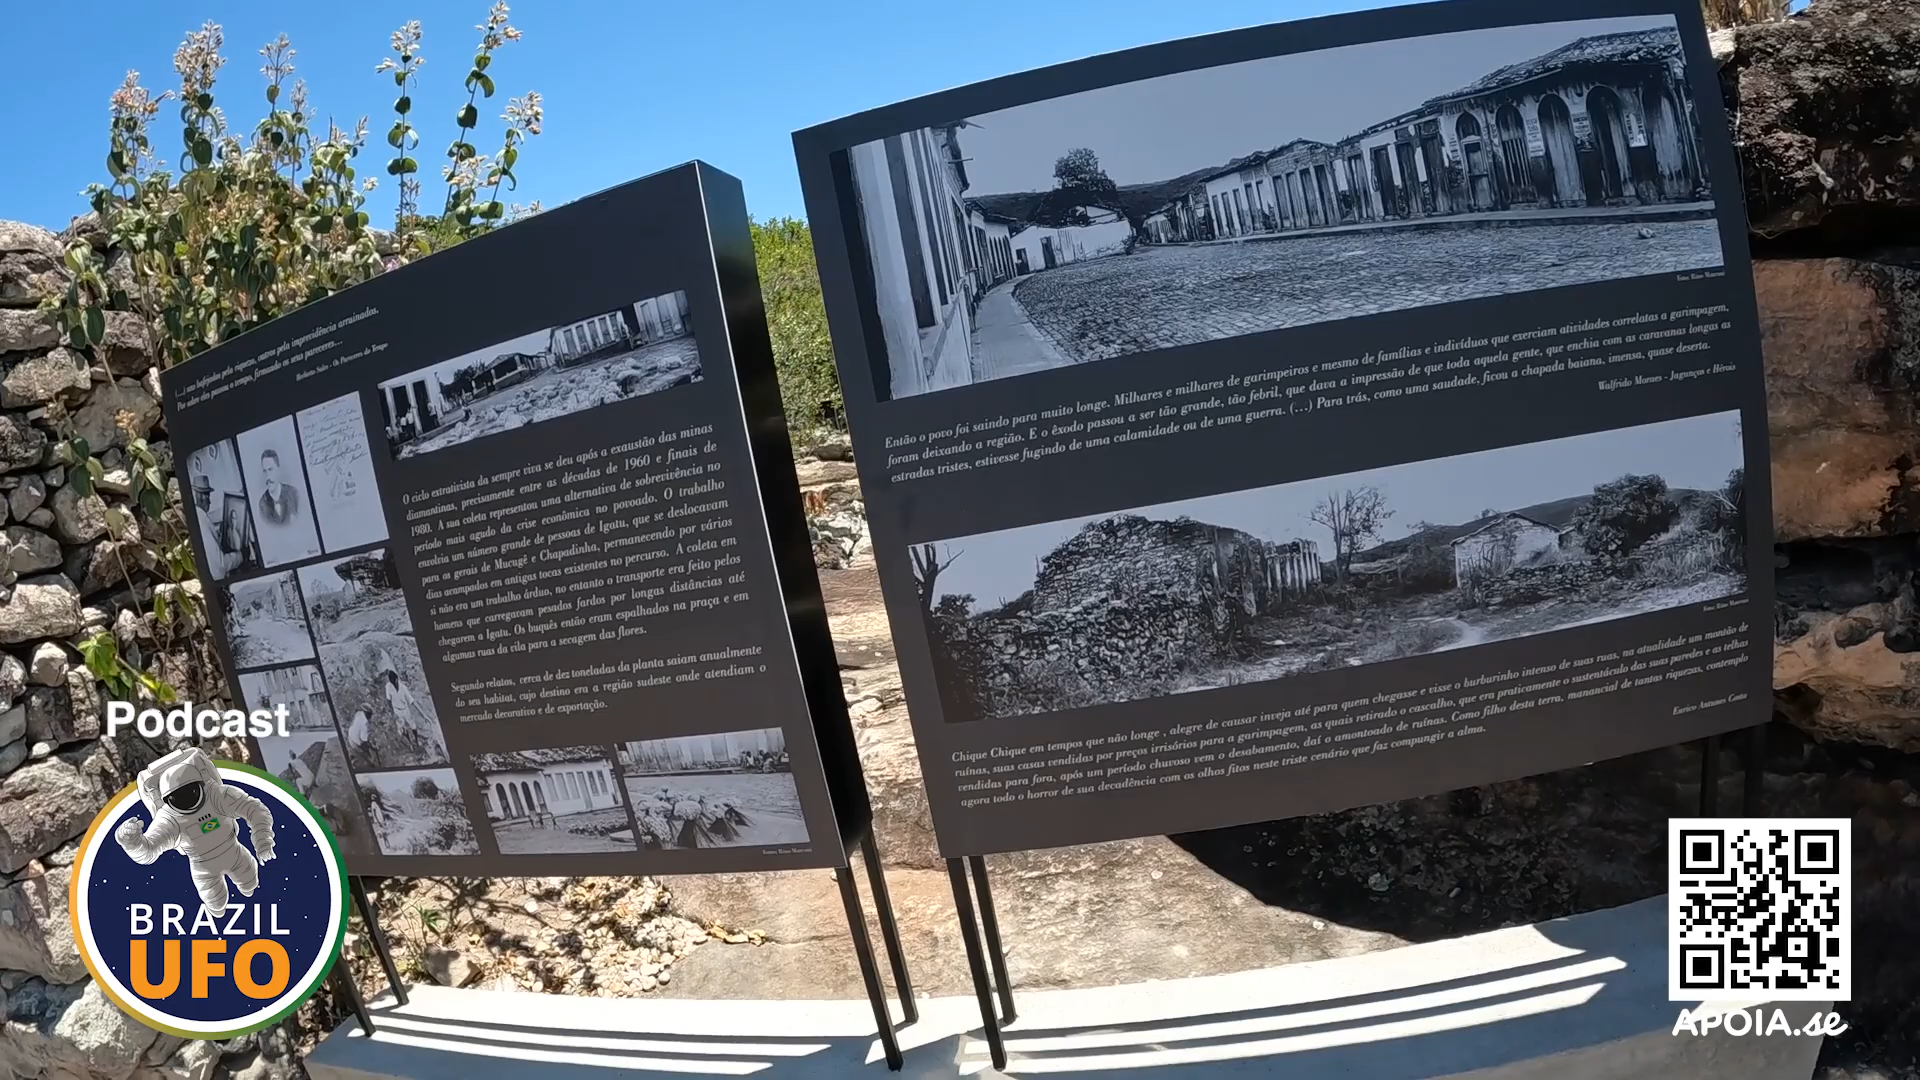 (...) uns bafejados pela riqueza, outros pela imprevidência arruinados.
Por sobre eles passou o tempo, firmando os seus pareceres...
Herberto Sales - Os Pareceres do Tempo
O ciclo extrativista da sempre viva se deu após a exaustão das minas
diamantinas, precisamente entre as décadas de 1960 e finais de
1980. A sua coleta representou uma alternativa de sobrevivência no
período mais agudo da crise econômica no povoado. O trabalho
envolvia um número grande de pessoas de Igatu, que se deslocavam
para os gerais de Mucugê e Chapadinha, permanecendo por vários
dias acampados em antigas tocas existentes no percurso. A coleta em
si não era um trabalho árduo, no entanto o transporte era feito pelos
homens que carregavam pesados fardos por longas distâncias até
chegarem a Igatu. Os buquês então eram espalhados na praça e em
algumas ruas da vila para a secagem das flores.
Segundo relatos, cerca de dez toneladas da planta saiam anualmente
do seu habitat, cujo destino era a região sudeste onde atendiam o
mercado decorativo e de exportação.
Fotos: Rino Marconi
Foto: Rino Marconi
Então o povo foi saindo para muito longe. Milhares e milhares de garimpeiros e mesmo de famílias e indivíduos que exerciam atividades correlatas a garimpagem,
foram deixando a região. E o êxodo passou a ser tão grande, tão febril, que dava a impressão de que toda aquela gente, que enchia com as caravanas longas as
estradas tristes, estivesse fugindo de uma calamidade ou de uma guerra. (...) Para trás, como uma saudade, ficou a chapada baiana, imensa, quase deserta.
Walfrido Moraes - Jagunços e Heróis
Foto: Rino Marconi
Chique Chique em tempos que não longe , alegre de causar inveja até para quem chegasse e visse o burburinho intenso de suas ruas, na atualidade um montão de
ruínas, suas casas vendidas por preços irrisórios para a garimpagem, as quais retirado o cascalho, que era praticamente o sustentáculo das suas paredes e as telhas
vendidas para fora, após um período chuvoso vem o desabamento, daí o amontoado de ruínas. Como filho desta terra, manancial de tantas riquezas, contemplo
agora todo o horror de sua decadência com os olhos fitos neste triste cenário que faz compungir a alma.
Eurico Antunes Costa
Podcast
BRAZIL
UFO
APOIA.se